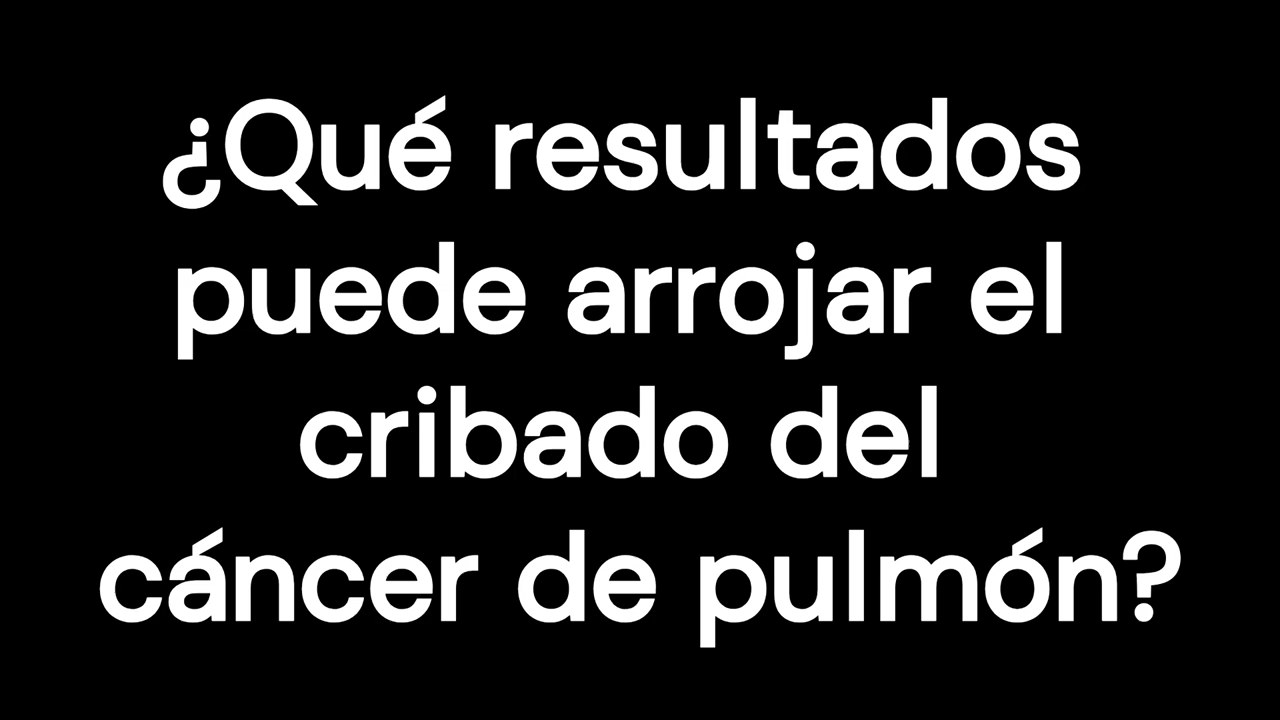 ¿Qué resultados
puede arrojar el
cribado del
cáncer de pulmón?